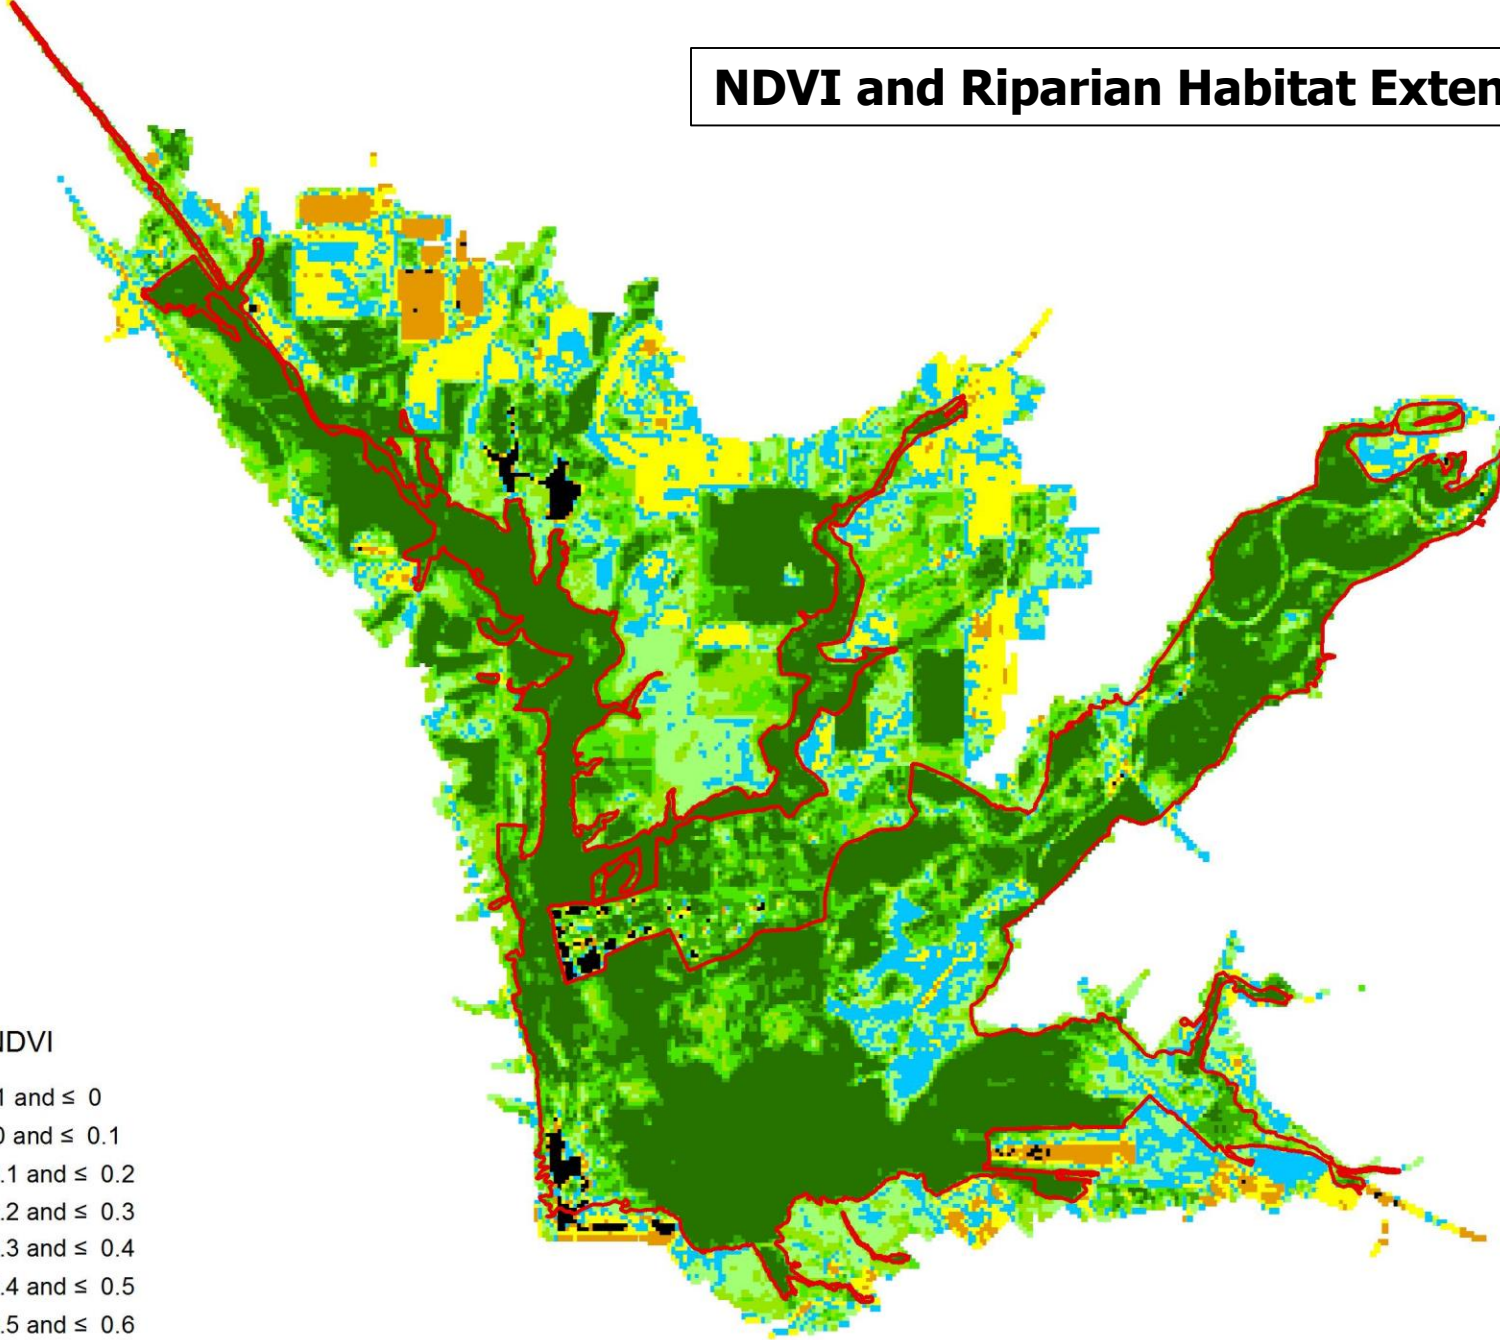 NDVI and Riparian Habitat Exten
NDVI
1 and ≤ 0
0 and ≤ 0.1
.1 and ≤ 0.2
.2 and ≤ 0.3
.3 and ≤ 0.4
.4 and ≤ 0.5
.5 and ≤ 0.6